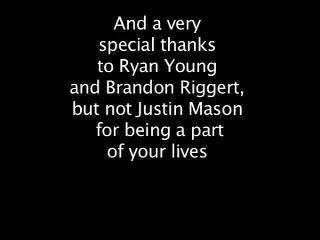 And a very
special thanks
to Ryan Young
and Brandon Riggert,
but not Justin Mason
for being a part
of your lives